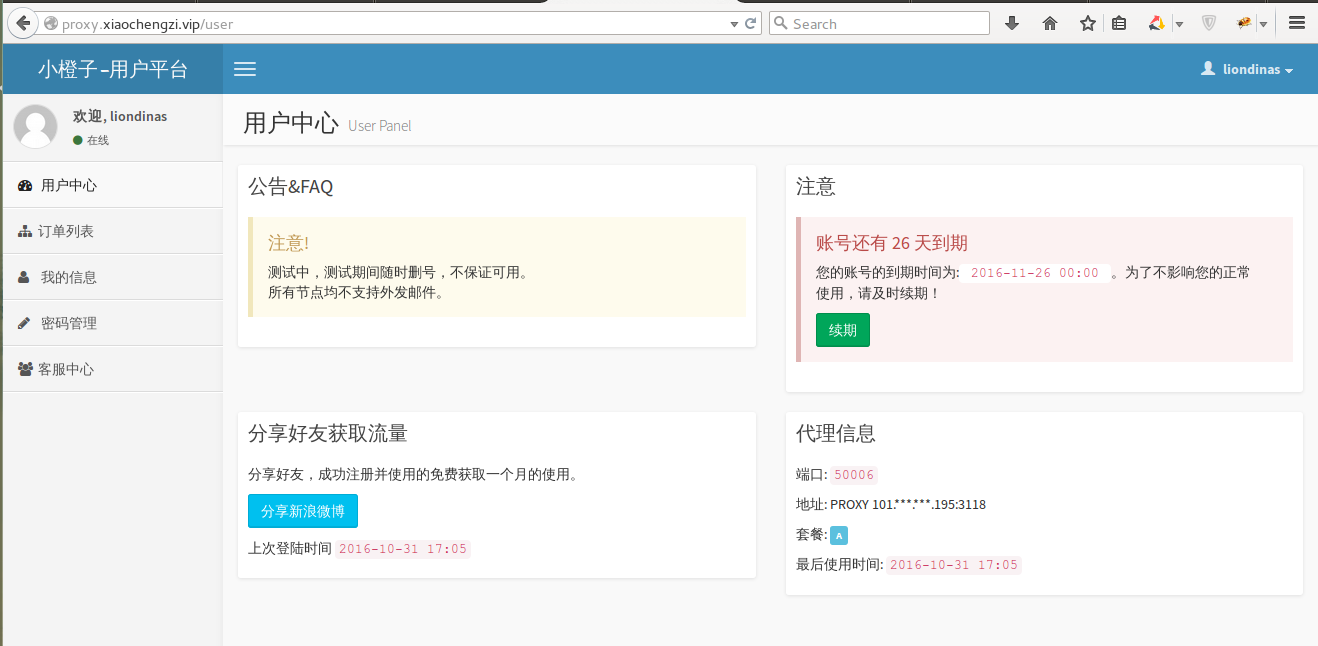 proxy.xiaochengzi.vip/user
Search
小橙子-用户平台
liondinas
欢迎, liondinas
在线
用户中心
订单列表
我的信息
密码管理
客服中心
用户中心 User Panel
公告&FAQ
注意!
测试中，测试期间随时删号，不保证可用。
所有节点均不支持外发邮件。
注意
账号还有 26 天到期
您的账号的到期时间为: 2016-11-26 00:00 。为了不影响您的正常
使用，请及时续期！
续期
分享好友获取流量
分享好友，成功注册并使用的免费获取一个月的使用。
分享新浪微博
上次登陆时间 2016-10-31 17:05
代理信息
端口: 50006
地址: PROXY 101.***.***.195:3118
套餐: A
最后使用时间: 2016-10-31 17:05